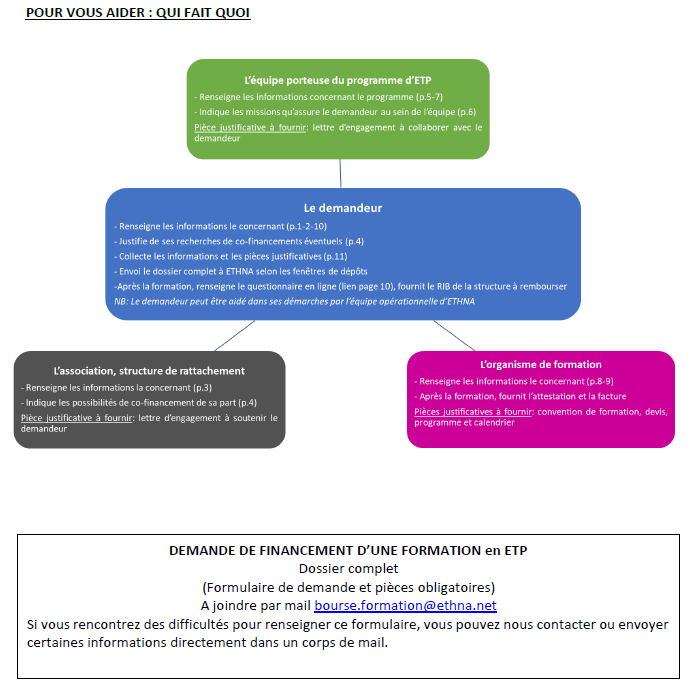 POUR VOUS AIDER : QUI FAIT QUOI
L’équipe porteuse du programme d’ETP
- Renseigne les informations concernant le programme (p.5-7)
- Indique les missions qu’assure le demandeur au sein de l’équipe (p.6)
Pièce justificative à fournir: lettre d’engagement à collaborer avec le
demandeur
Le demandeur
- Renseigne les informations le concernant (p.1-2-10)
- Justifie de ses recherches de co-financements éventuels (p.4)
- Collecte les informations et les pièces justificatives (p.11)
- Envoi le dossier complet à ETHNA selon les fenêtres de dépôts
-Après la formation, renseigne le questionnaire en ligne (lien page 10), fournit le RIB de la structure à rembourser
NB: Le demandeur peut être aidé dans ses démarches par l’équipe opérationnelle d’ETHNA
L’association, structure de rattachement
- Renseigne les informations la concernant (p.3)
- Indique les possibilités de co-financement de sa part (p.4)
Pièce justificative à fournir: lettre d’engagement à soutenir le
demandeur
L’organisme de formation
- Renseigne les informations le concernant (p.8-9)
- Après la formation, fournit l’attestation et la facture
Pièces justificatives à fournir: convention de formation, devis,
programme et calendrier
DEMANDE DE FINANCEMENT D’UNE FORMATION en ETP
Dossier complet
(Formulaire de demande et pièces obligatoires)
A joindre par mail bourse.formation@ethna.net
Si vous rencontrez des difficultés pour renseigner ce formulaire, vous pouvez nous contacter ou envoyer
certaines informations directement dans un corps de mail.